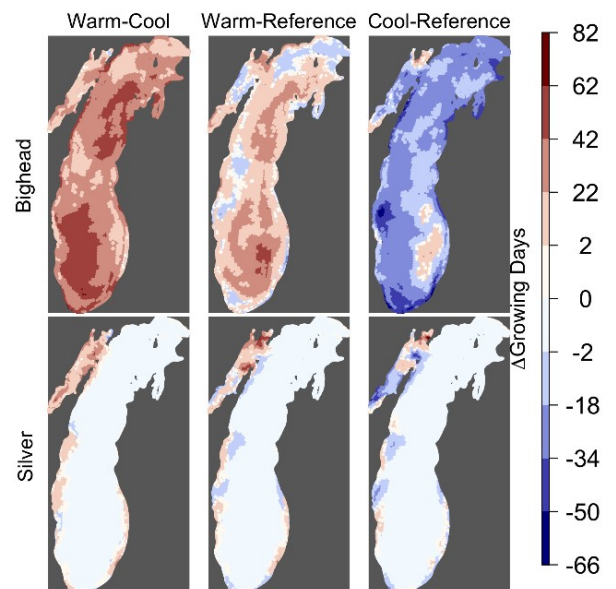 Warm-Cool Warm-Reference Cool-Reference
Bighead
Silver
82
62
42
22
2
0
-2
-18
-34
-50
-66
ΔGrowing Days